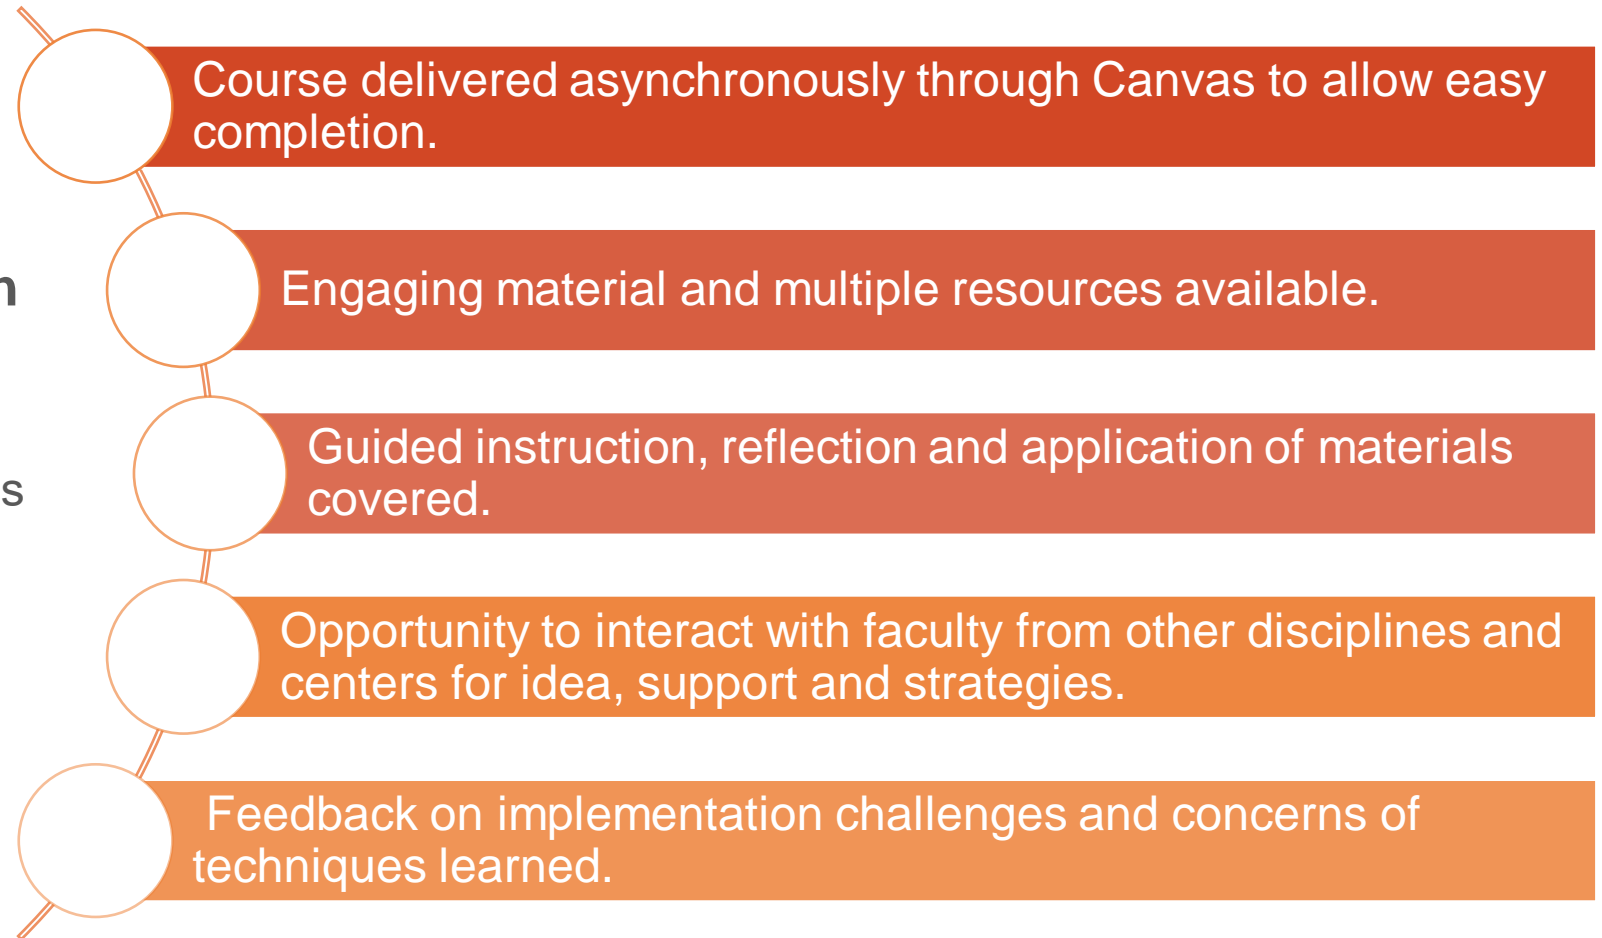 Course delivered asynchronously through Canvas to allow easy
completion.
Engaging material and multiple resources available.
Guided instruction, reflection and application of materials
covered.
Opportunity to interact with faculty from other disciplines and
centers for idea, support and strategies.
Feedback on implementation challenges and concerns of
techniques learned.